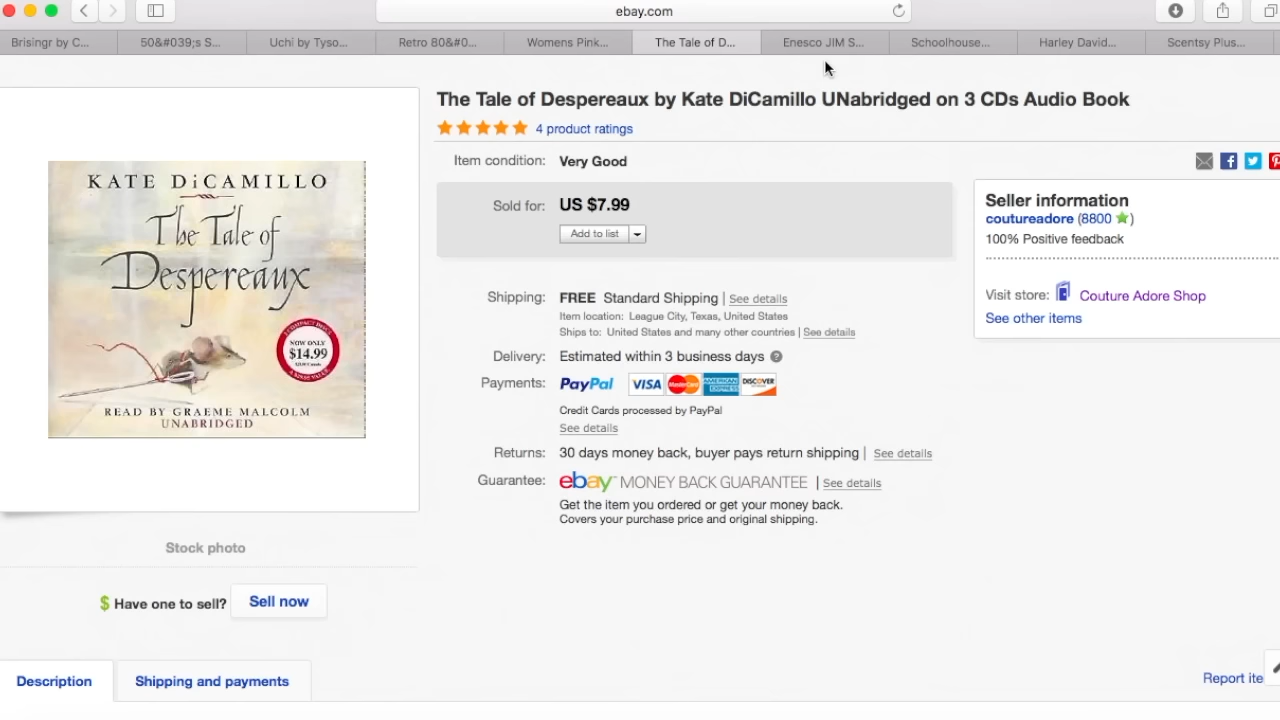 ebay.com
Brisingr by C...
50&#039;s S...
Uchi by Tyso...
Retro 80&#0...
Womens Pink...
The Tale of D...
Enesco JIM S...
Schoolhouse...
Harley David...
Scentsy Plus...
The Tale of Despereaux by Kate DiCamillo UNabridged on 3 CDs Audio Book
4 product ratings
Item condition: Very Good
Sold for: US $7.99
Add to list
Shipping: FREE Standard Shipping | See details
Item location: League City, Texas, United States
Ships to: United States and many other countries | See details
Delivery: Estimated within 3 business days ?
Payments: PayPal VISA MasterCard AMERICAN EXPRESS DISCOVER
Credit Cards processed by PayPal
See details
Returns: 30 days money back, buyer pays return shipping | See details
Guarantee: ebay MONEY BACK GUARANTEE | See details
Get the item you ordered or get your money back.
Covers your purchase price and original shipping.
Seller information
coutureadore (8800)
100% Positive feedback
Visit store: Couture Adore Shop
See other items
KATE DiCAMILLO
The Tale of
Despereaux
NOW ONLY
$14.99
READ BY GRAEME MALCOLM
UNABRIDGED
Stock photo
$ Have one to sell? Sell now
Description
Shipping and payments
Report ite